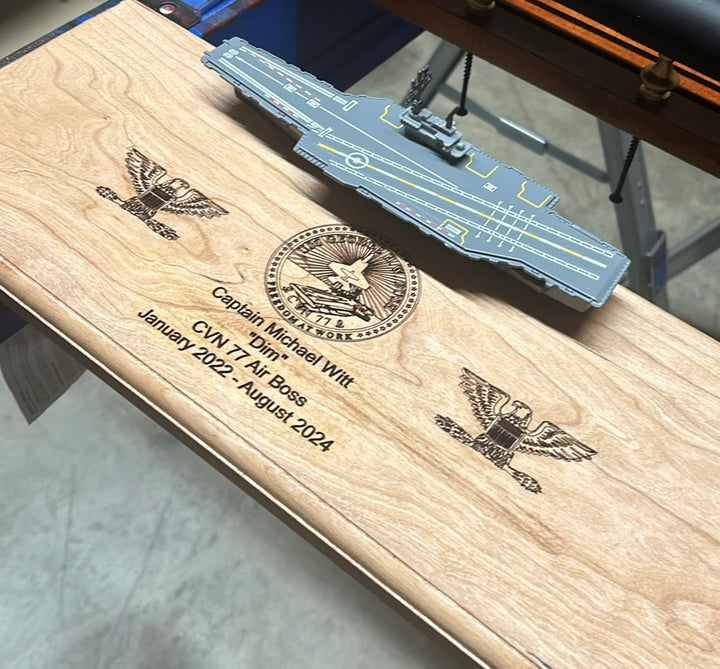 Captain Michael Witt
"Dim"
CVN 77 Air Boss
January 2022 - August 2024
CVN 77
FREEDOM AT WORK